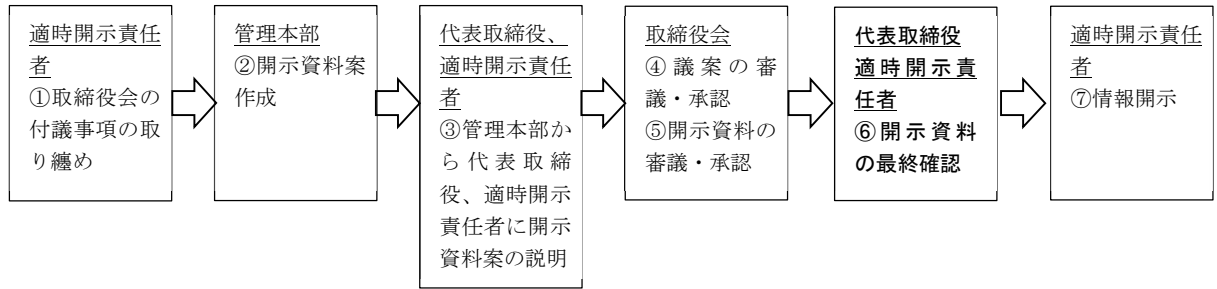 適時開示責任
者
①取締役会の
付議事項の取
り纏め
管理本部
②開示資料案
作成
代表取締役、
適時開示責任
者
③管理本部か
ら代表取締
役、適時開示
責任者に開示
資料案の説明
取締役会
④議案の審
議・承認
⑤開示資料の
審議・承認
代表取締役
適時開示責
任者
⑥開示資料
の最終確認
適時開示責任
者
⑦情報開示